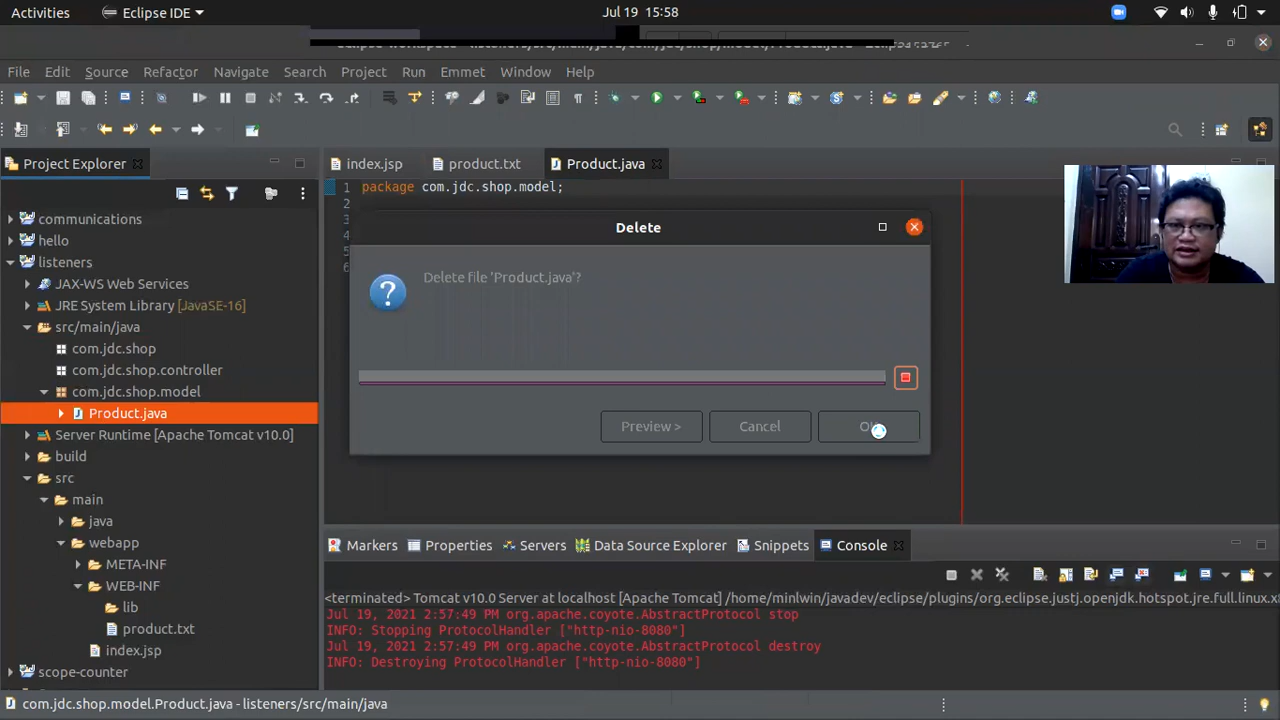 Activities Eclipse IDE Jul 19 15:58
File Edit Source Refactor Navigate Search Project Run Emmet Window Help
Project Explorer
communications
hello
listeners
JAX-WS Web Services
JRE System Library [JavaSE-16]
src/main/java
com.jdc.shop
com.jdc.shop.controller
com.jdc.shop.model
Product.java
Server Runtime [Apache Tomcat v10.0]
build
src
main
java
webapp
META-INF
WEB-INF
lib
product.txt
index.jsp
scope-counter
index.jsp product.txt Product.java
1 package com.jdc.shop.model;
2
3
4
5
6
Delete
Delete file 'Product.java'?
Preview > Cancel
Markers Properties Servers Data Source Explorer Snippets Console
<terminated> Tomcat v10.0 Server at localhost [Apache Tomcat] /home/minlwin/javadev/eclipse/plugins/org.eclipse.justj.openjdk.hotspot.jre.full.linux.x
Jul 19, 2021 2:57:49 PM org.apache.coyote.AbstractProtocol stop
INFO: Stopping ProtocolHandler ["http-nio-8080"]
Jul 19, 2021 2:57:49 PM org.apache.coyote.AbstractProtocol destroy
INFO: Destroying ProtocolHandler ["http-nio-8080"]
com.jdc.shop.model.Product.java - listeners/src/main/java